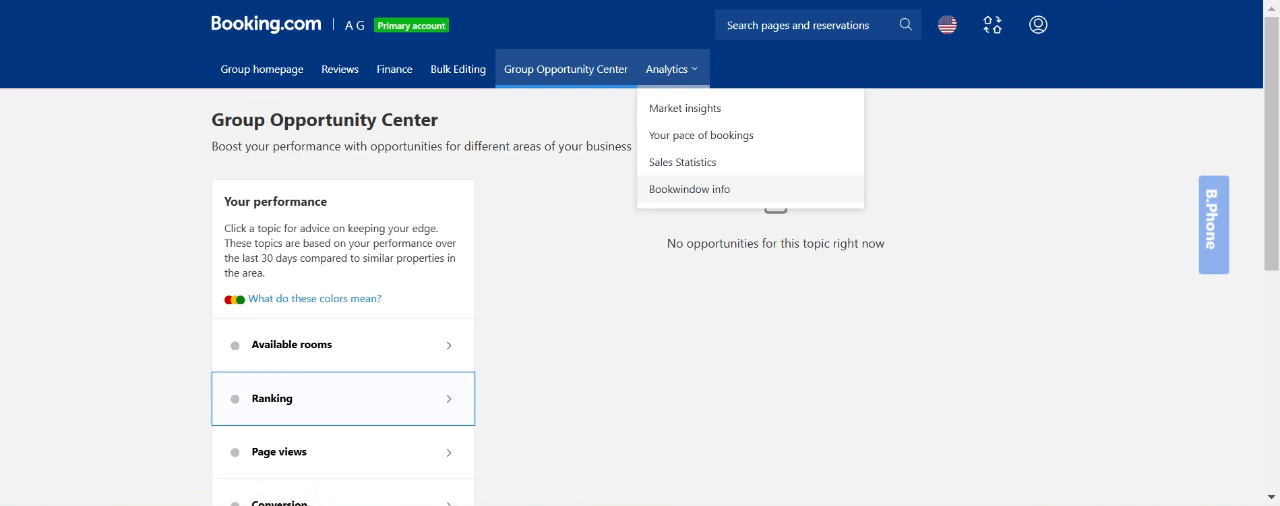 Booking.com A G Primary account
Search pages and reservations
Group homepage Reviews Finance Bulk Editing Group Opportunity Center Analytics
Market insights
Your pace of bookings
Sales Statistics
Bookwindow info
Group Opportunity Center
Boost your performance with opportunities for different areas of your business
Your performance
Click a topic for advice on keeping your edge.
These topics are based on your performance over
the last 30 days compared to similar properties in
the area.
What do these colors mean?
Available rooms
Ranking
Page views
Conversion
No opportunities for this topic right now
B.Phone